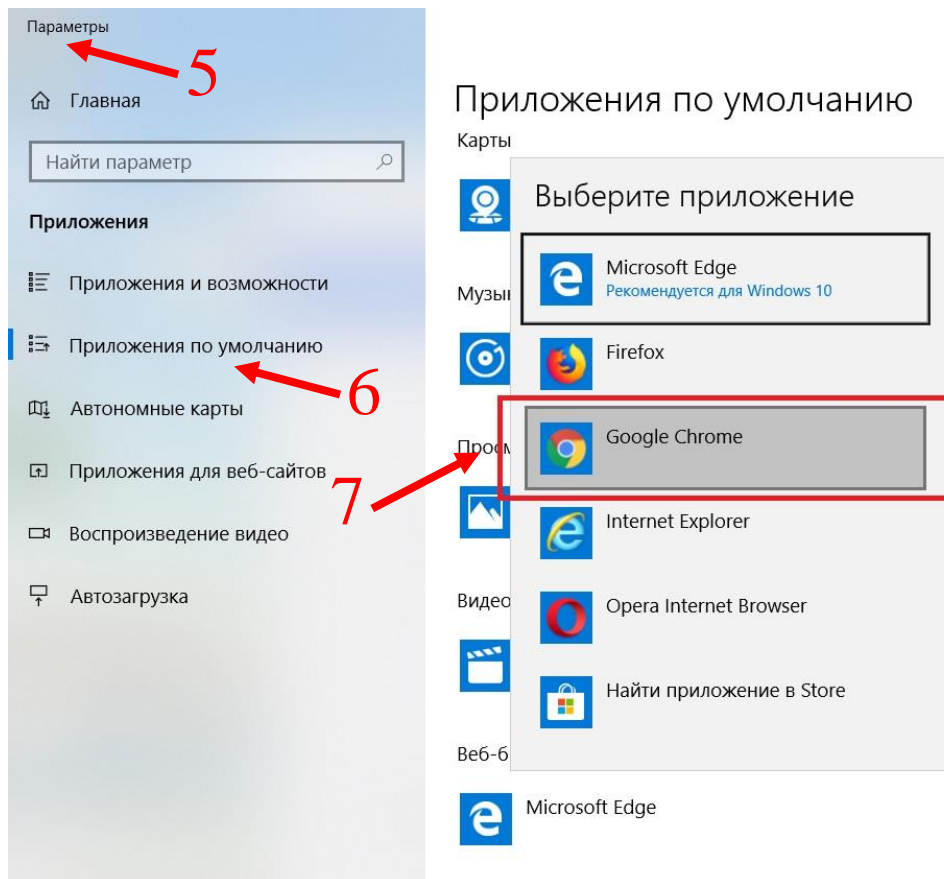 Параметры
5
Главная
Найти параметр
Приложения
Приложения и возможности
Приложения по умолчанию
6
Автономные карты
Приложения для веб-сайтов
7
Воспроизведение видео
Автозагрузка
Приложения по умолчанию
Карты
Выберите приложение
Microsoft Edge
Рекомендуется для Windows 10
Музы
Firefox
Google Chrome
Просм
Internet Explorer
Видео
Opera Internet Browser
Найти приложение в Store
Веб-б
Microsoft Edge